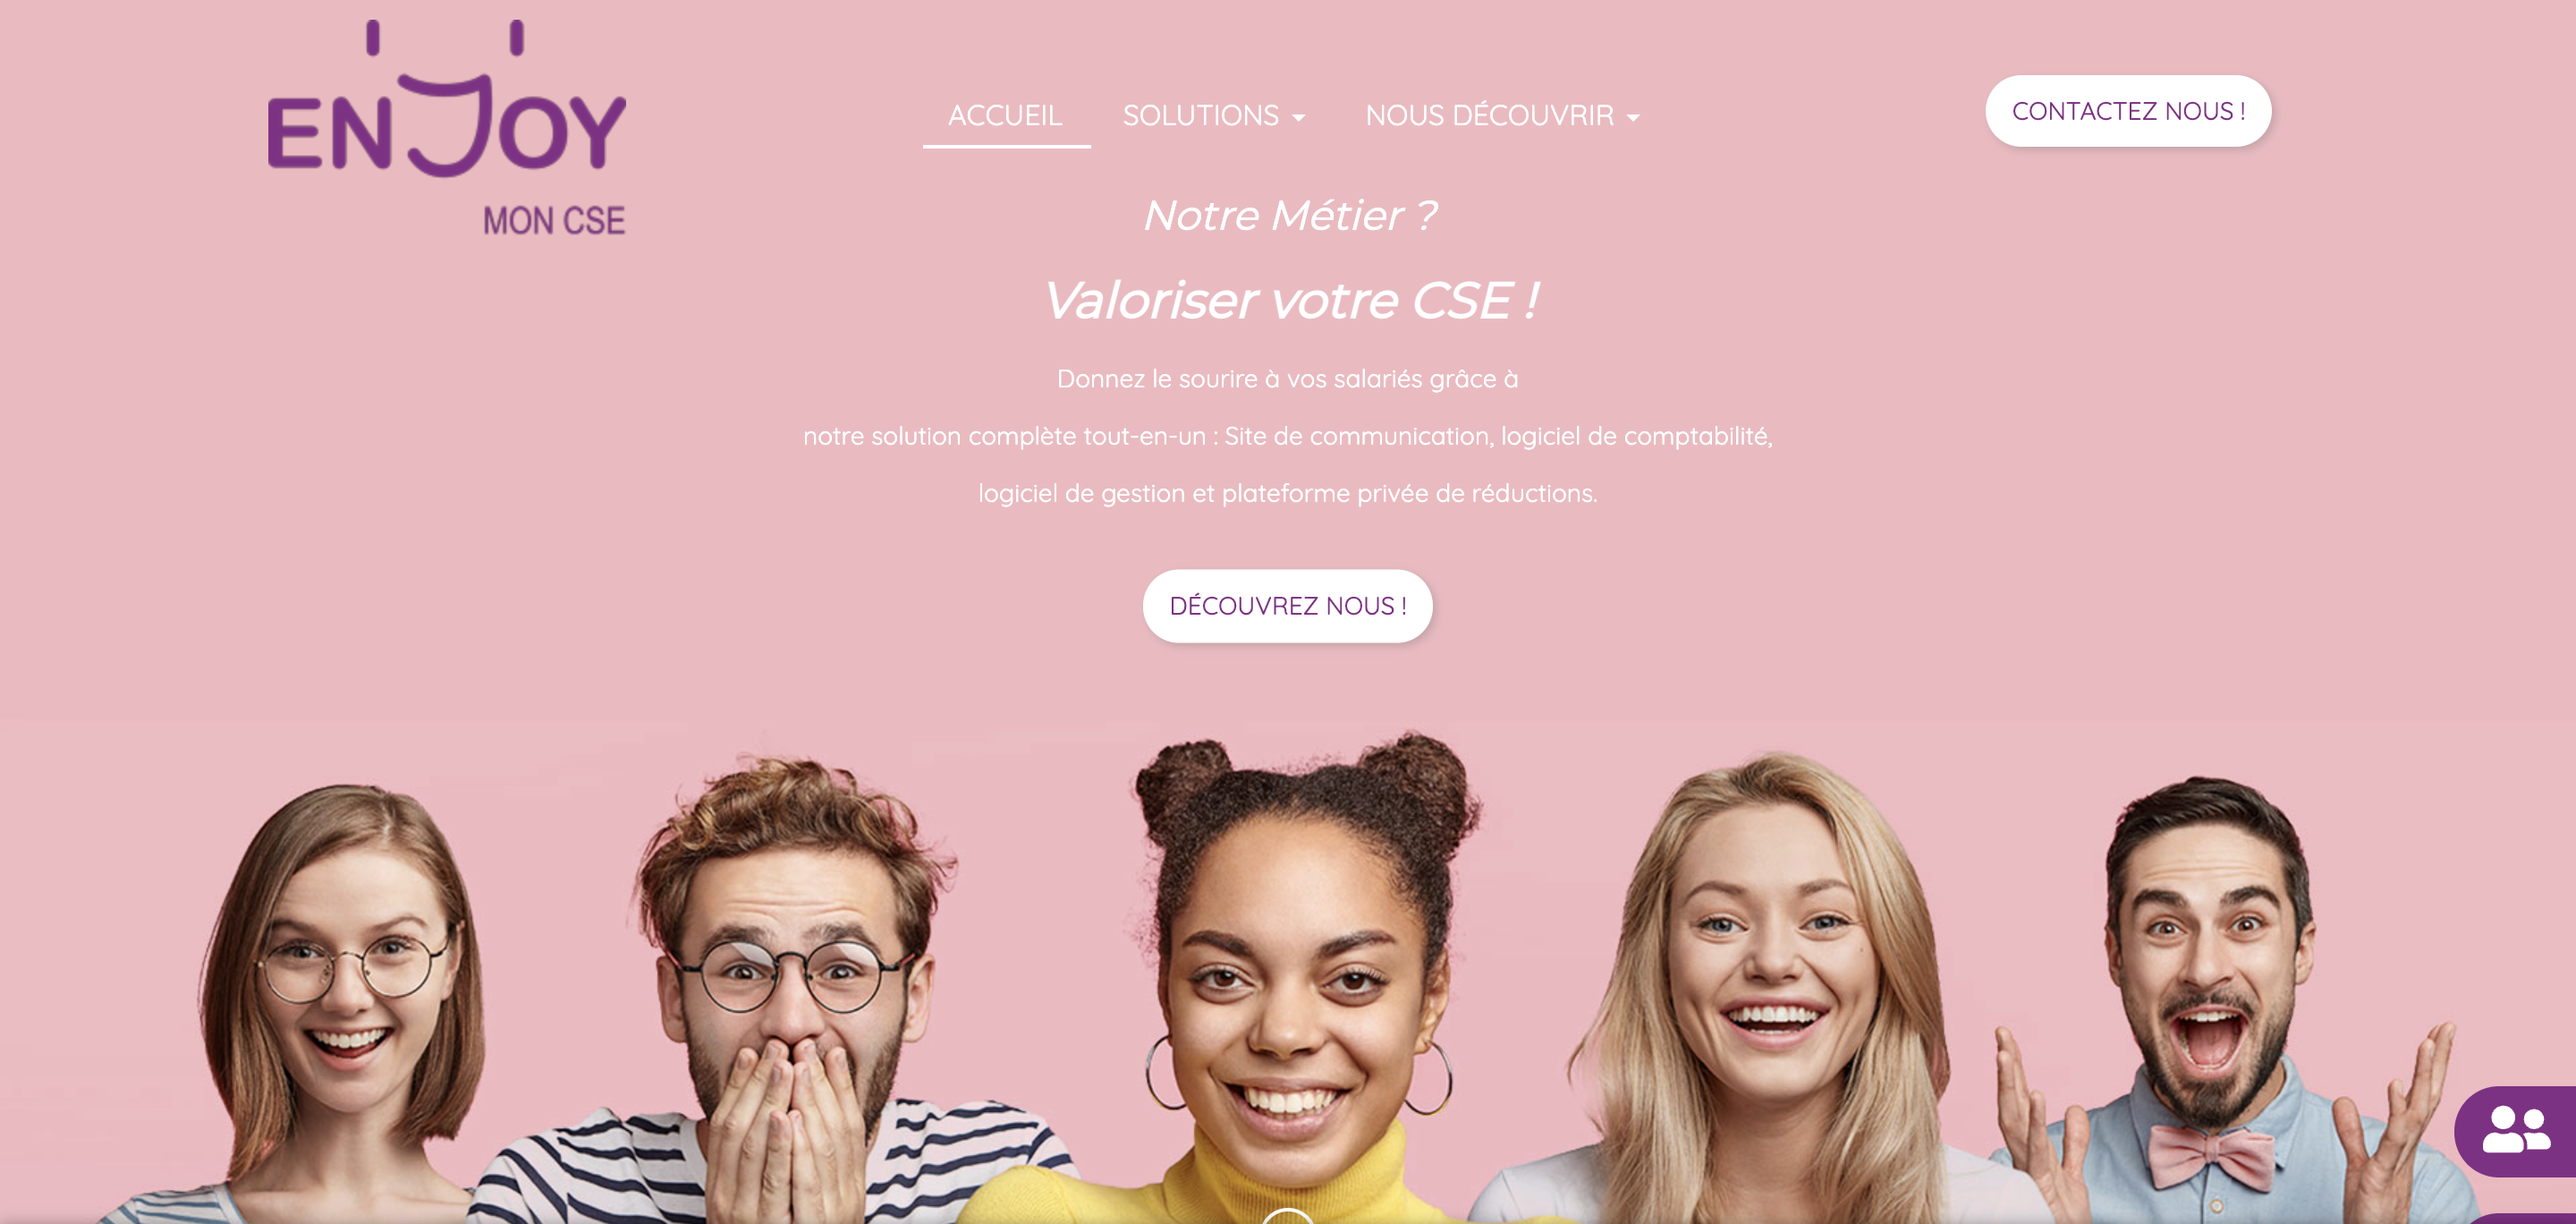 ENJOY
MON CSE
ACCUEIL
SOLUTIONS
NOUS DÉCOUVRIR
CONTACTEZ NOUS !
Notre Métier ?
Valoriser votre CSE !
Donnez le sourire à vos salariés grâce à
notre solution complète tout-en-un : Site de communication, logiciel de comptabilité,
logiciel de gestion et plateforme privée de réductions.
DÉCOUVREZ NOUS !